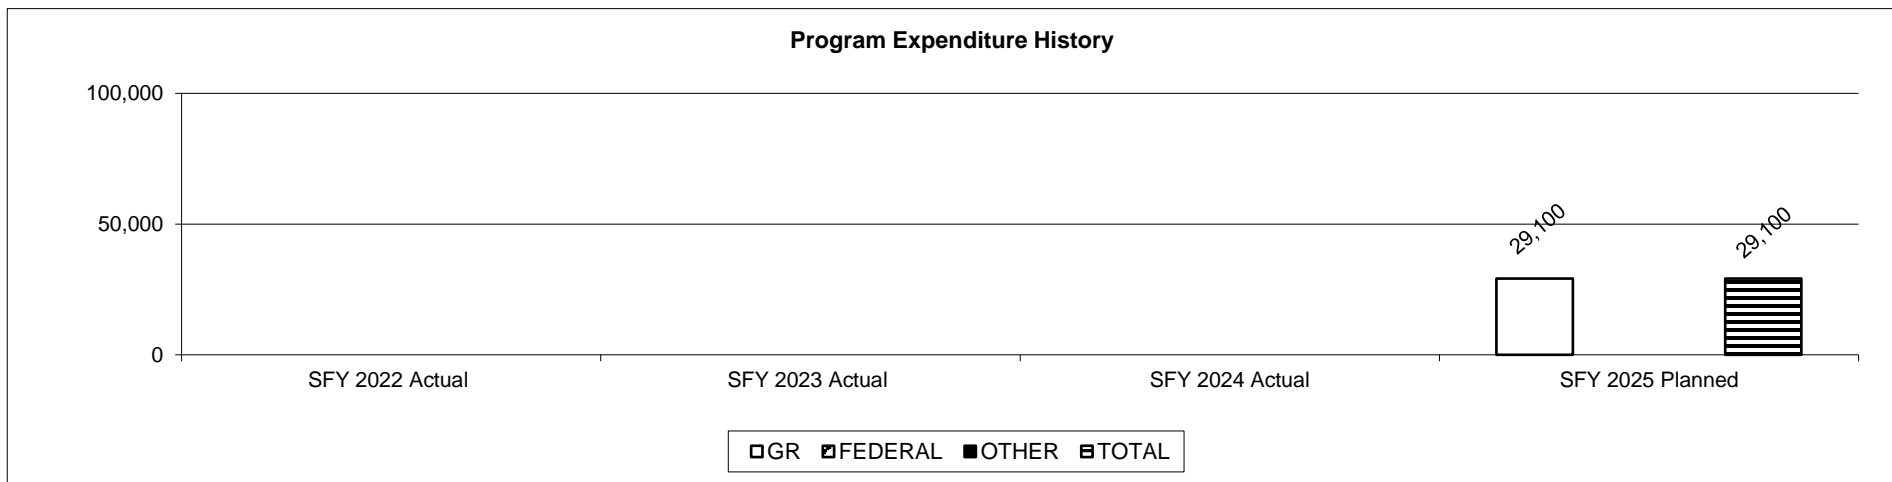 Program Expenditure History
100,000
50,000
0
29,100
29,100
SFY 2022 Actual
SFY 2023 Actual
SFY 2024 Actual
SFY 2025 Planned
GR FEDERAL OTHER TOTAL